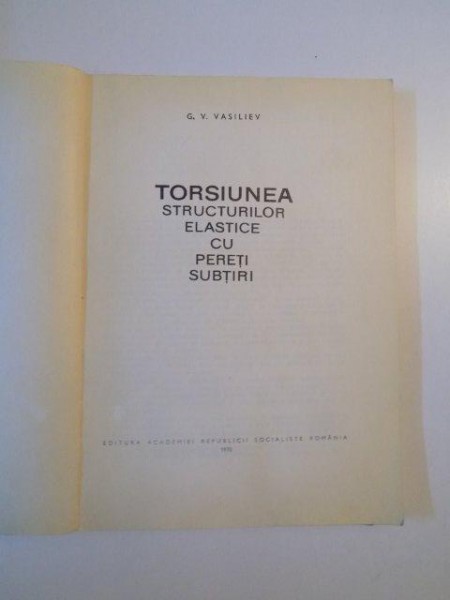 G. V. VASILIEV
TORSIUNEA
STRUCTURILOR
ELASTICE
CU
PEREȚI
SUBȚIRI
EDITURA ACADEMIEI REPUBLICII SOCIALISTE ROMÂNIA